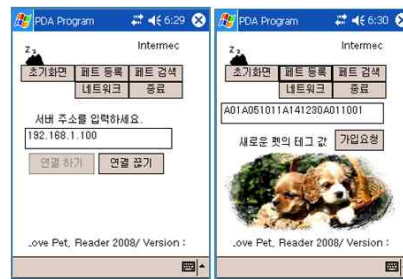 PDA Program 6:29
Intermec
초기화면 페트 등록 페트 검색
네트워크 종료
서버 주소를 입력하세요.
192.168.1.100
연결 하기 연결 끊기
.ove Pet, Reader 2008/ Version :
PDA Program 6:30
Intermec
초기화면 페트 등록 페트 검색
네트워크 종료
A01A051011A141230A011001
새로운 펫의 테그 값 가입요청
.ove Pet, Reader 2008/ Version :